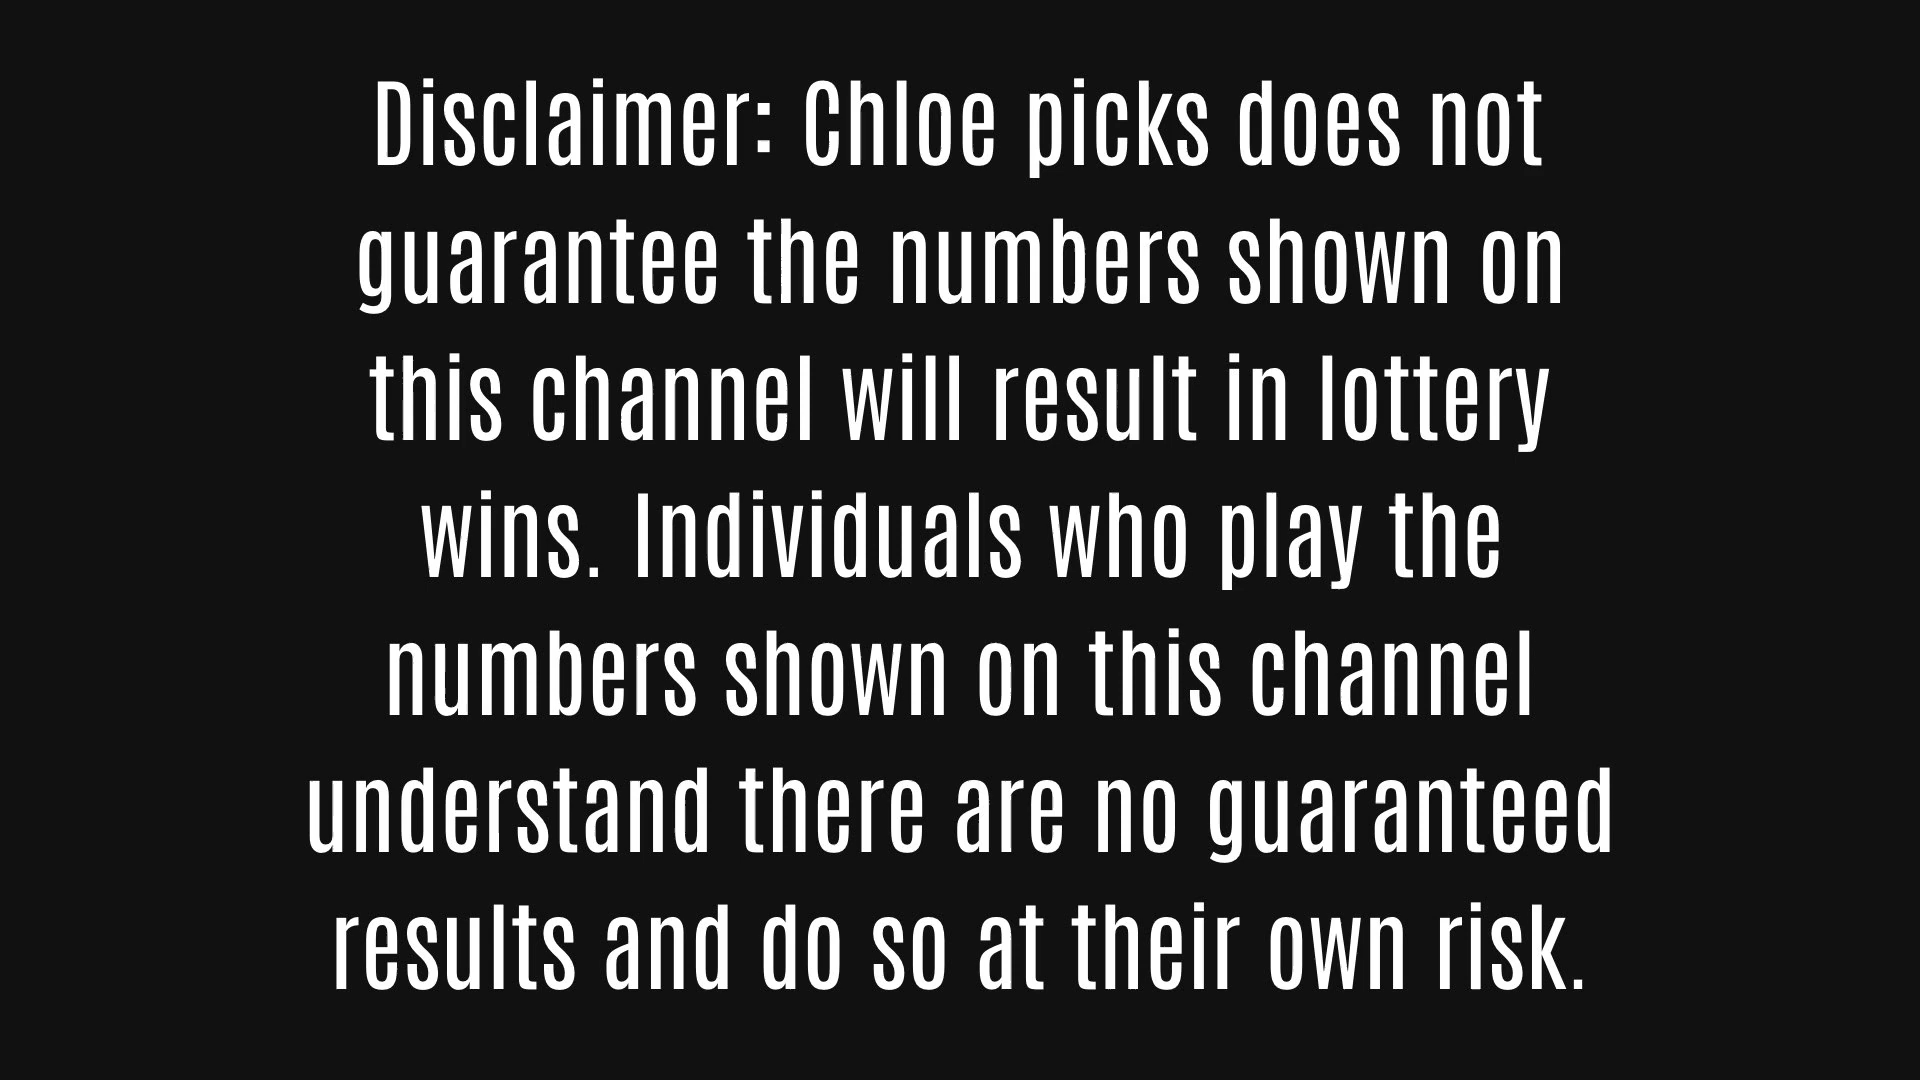 Disclaimer: Chloe picks does not
guarantee the numbers shown on
this channel will result in lottery
wins. Individuals who play the
numbers shown on this channel
understand there are no guaranteed
results and do so at their own risk.